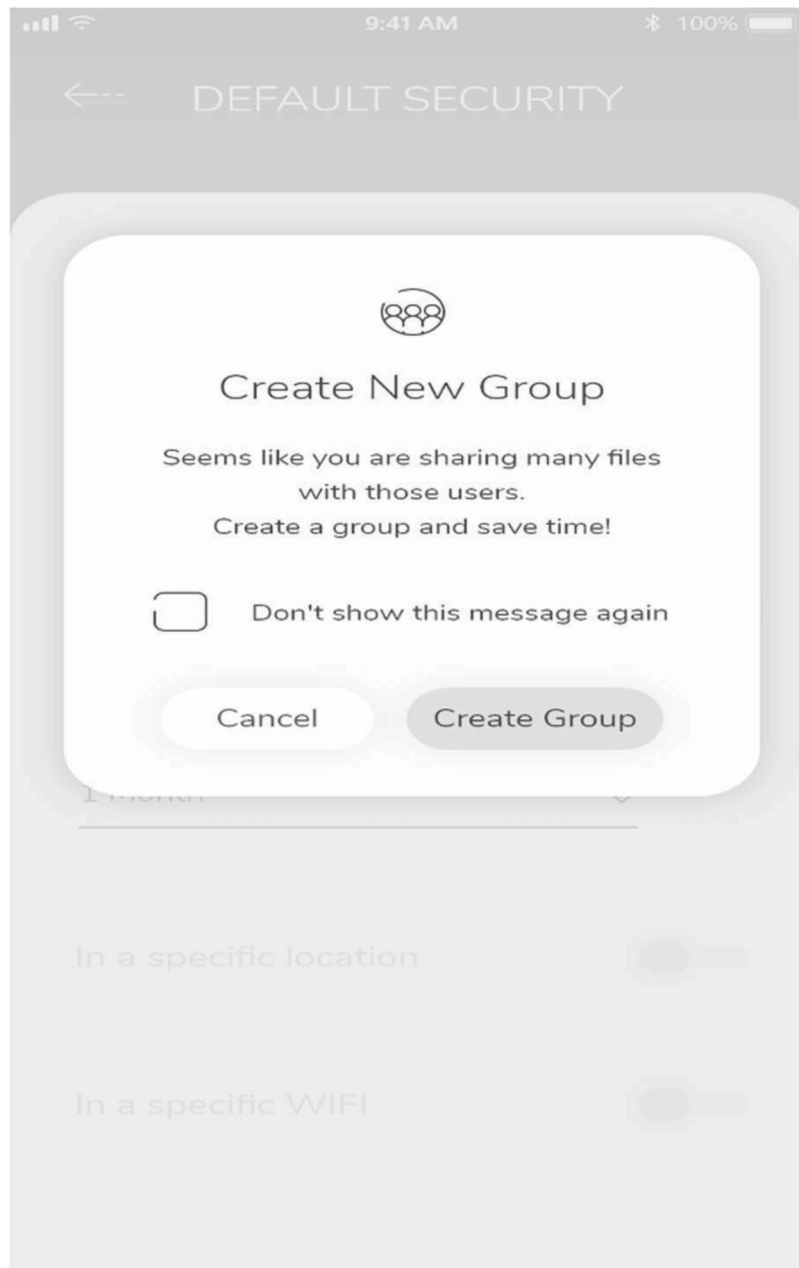 9:41 AM
100%
DEFAULT SECURITY
Create New Group
Seems like you are sharing many files
with those users.
Create a group and save time!
Don't show this message again
Cancel
Create Group
1 Month
In a specific location
In a specific WIFI